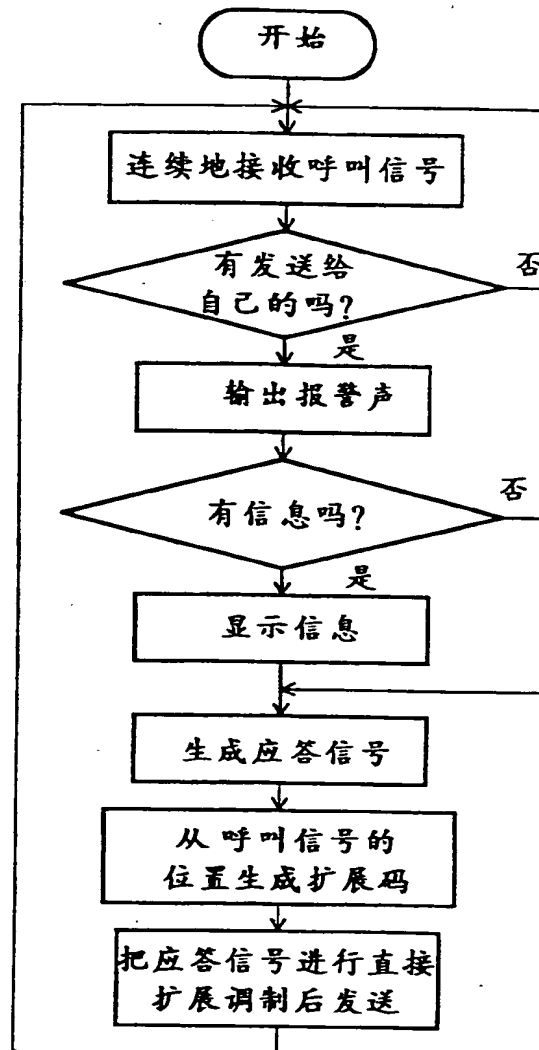 开始
连续地接收呼叫信号
有发送给
自己的吗?
否
是
输出报警声
有信息吗?
否
是
显示信息
生成应答信号
从呼叫信号的
位置生成扩展码
把应答信号进行直接
扩展调制后发送